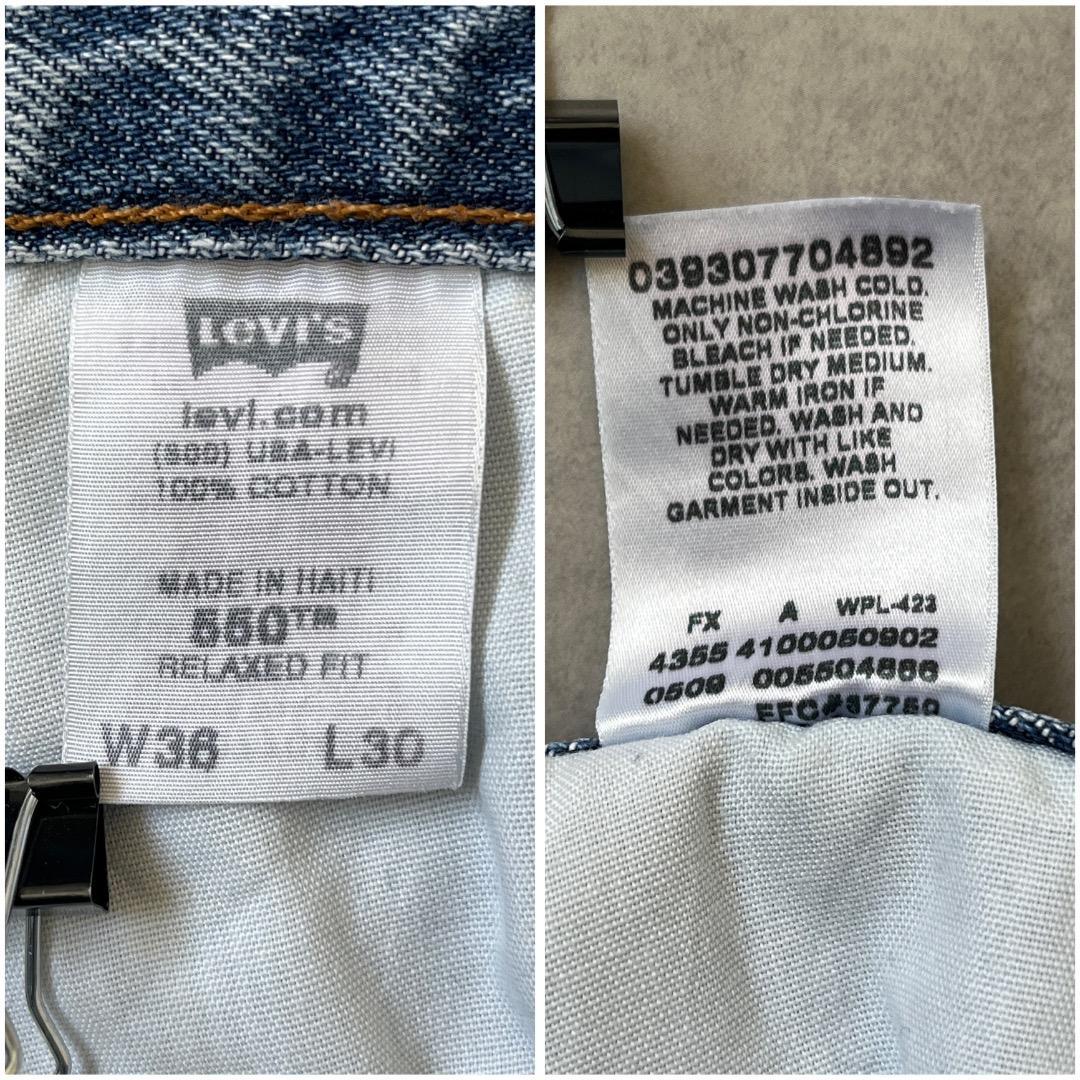 LEVI'S
levi.com
(900) USA-LEVI
100% COTTON
MADE IN HAITI
550™
RELAXED FIT
W36 L30
039307704892
MACHINE WASH COLD.
ONLY NON-CHLORINE
BLEACH IF NEEDED.
TUMBLE DRY MEDIUM.
WARM IRON IF
NEEDED. WASH AND
DRY WITH LIKE
COLORS. WASH
GARMENT INSIDE OUT.
FX A WPL-423
4355 4100050902
0509 005504886